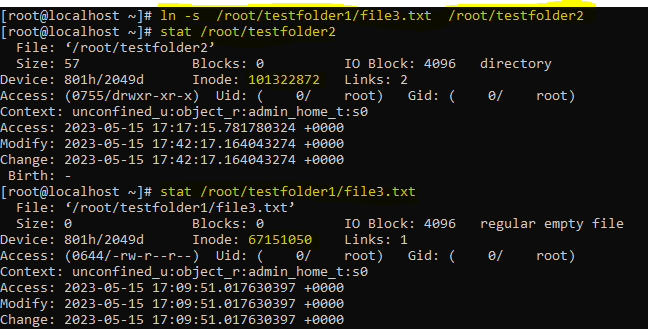 [root@localhost ~]# ln -s  /root/testfolder1/file3.txt  /root/testfolder2
[root@localhost ~]# stat /root/testfolder2
  File: ‘/root/testfolder2’
  Size: 57              Blocks: 0          IO Block: 4096   directory
Device: 801h/2049d      Inode: 101322872   Links: 2
Access: (0755/drwxr-xr-x)  Uid: (    0/    root)   Gid: (    0/    root)
Context: unconfined_u:object_r:admin_home_t:s0
Access: 2023-05-15 17:17:15.781780324 +0000
Modify: 2023-05-15 17:42:17.164043274 +0000
Change: 2023-05-15 17:42:17.164043274 +0000
 Birth: -
[root@localhost ~]# stat /root/testfolder1/file3.txt
  File: ‘/root/testfolder1/file3.txt’
  Size: 0               Blocks: 0          IO Block: 4096   regular empty file
Device: 801h/2049d      Inode: 67151050    Links: 1
Access: (0644/-rw-r--r--)  Uid: (    0/    root)   Gid: (    0/    root)
Context: unconfined_u:object_r:admin_home_t:s0
Access: 2023-05-15 17:09:51.017630397 +0000
Modify: 2023-05-15 17:09:51.017630397 +0000
Change: 2023-05-15 17:09:51.017630397 +0000